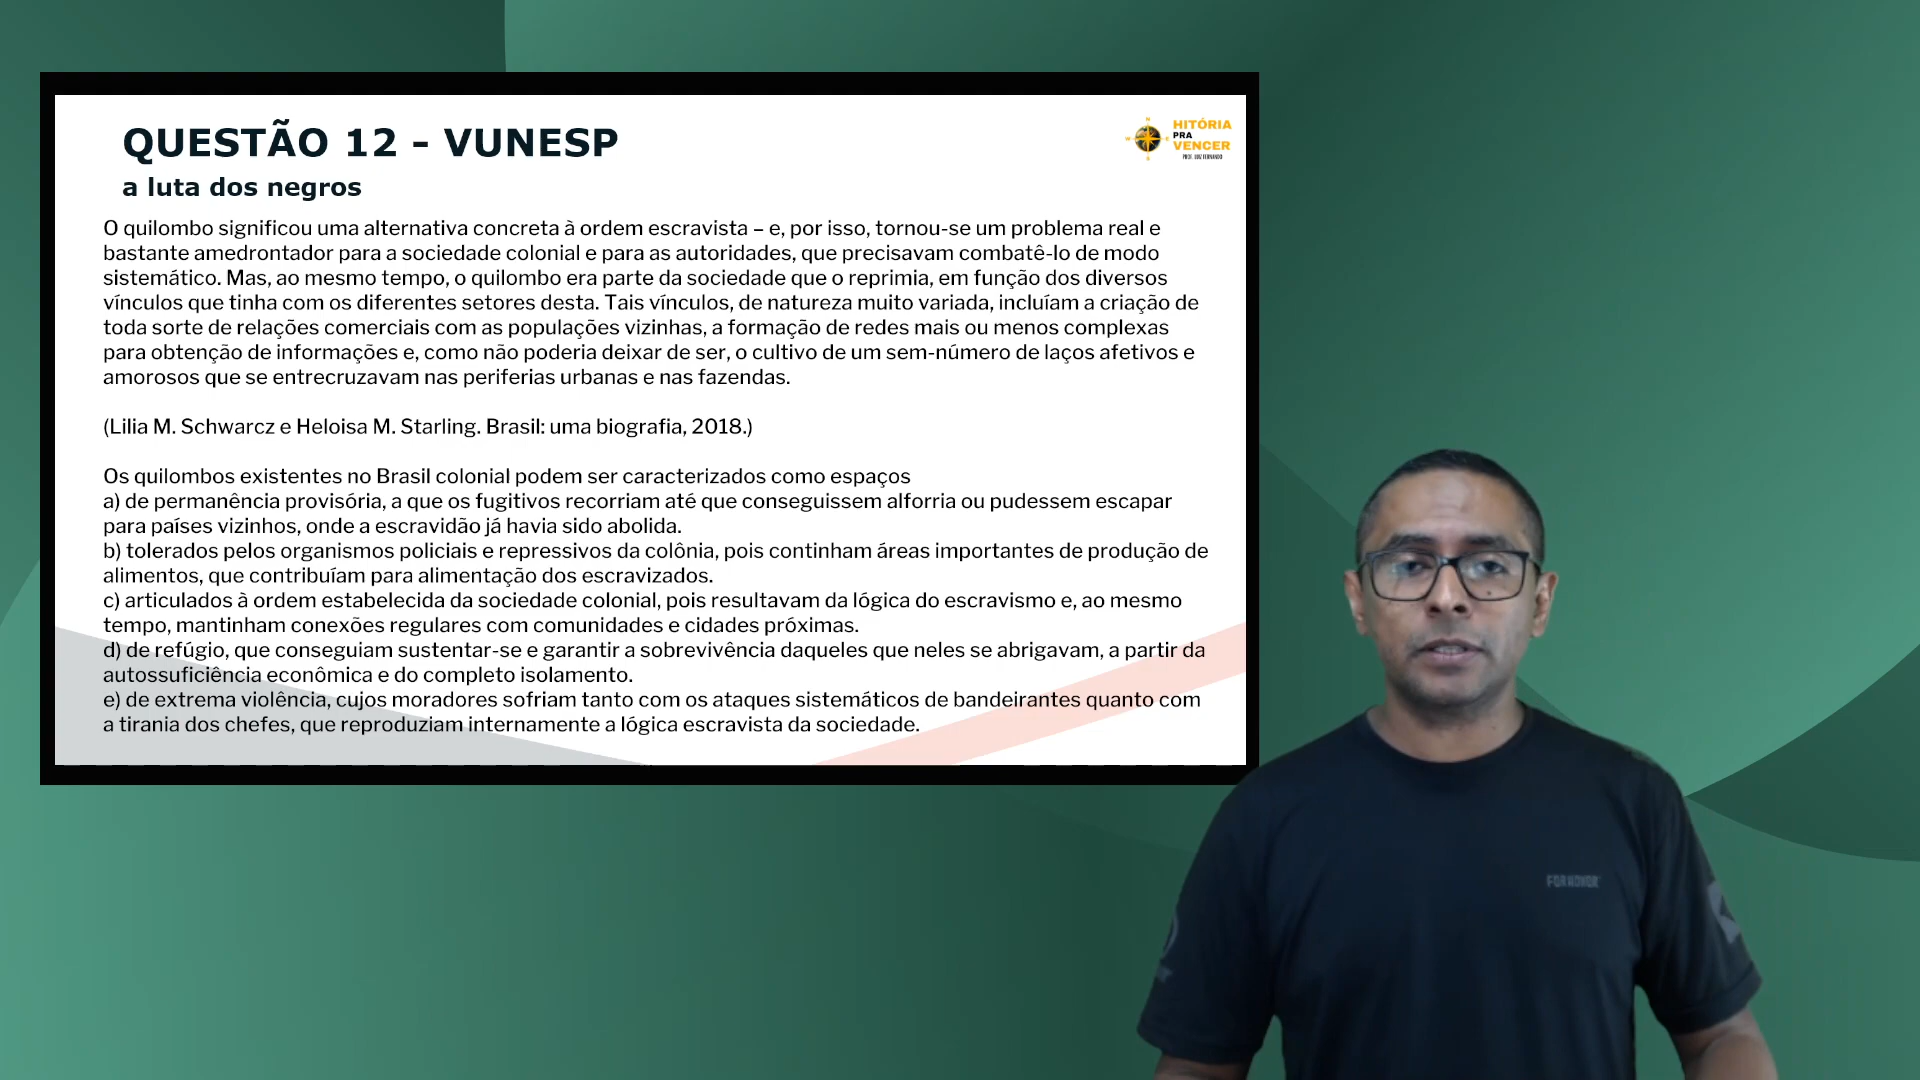 QUESTÃO 12 - VUNESP
a luta dos negros
HITÓRIA
PRA
VENCER
PROF. LUIZ FERNANDO
O quilombo significou uma alternativa concreta à ordem escravista – e, por isso, tornou-se um problema real e
bastante amedrontador para a sociedade colonial e para as autoridades, que precisavam combatê-lo de modo
sistemático. Mas, ao mesmo tempo, o quilombo era parte da sociedade que o reprimia, em função dos diversos
vínculos que tinha com os diferentes setores desta. Tais vínculos, de natureza muito variada, incluíam a criação de
toda sorte de relações comerciais com as populações vizinhas, a formação de redes mais ou menos complexas
para obtenção de informações e, como não poderia deixar de ser, o cultivo de um sem-número de laços afetivos e
amorosos que se entrecruzavam nas periferias urbanas e nas fazendas.
(Lilia M. Schwarcz e Heloisa M. Starling. Brasil: uma biografia, 2018.)
Os quilombos existentes no Brasil colonial podem ser caracterizados como espaços
a) de permanência provisória, a que os fugitivos recorriam até que conseguissem alforria ou pudessem escapar
para países vizinhos, onde a escravidão já havia sido abolida.
b) tolerados pelos organismos policiais e repressivos da colônia, pois continham áreas importantes de produção de
alimentos, que contribuíam para alimentação dos escravizados.
c) articulados à ordem estabelecida da sociedade colonial, pois resultavam da lógica do escravismo e, ao mesmo
tempo, mantinham conexões regulares com comunidades e cidades próximas.
d) de refúgio, que conseguiam sustentar-se e garantir a sobrevivência daqueles que neles se abrigavam, a partir da
autossuficiência econômica e do completo isolamento.
e) de extrema violência, cujos moradores sofriam tanto com os ataques sistemáticos de bandeirantes quanto com
a tirania dos chefes, que reproduziam internamente a lógica escravista da sociedade.
FORHONOR